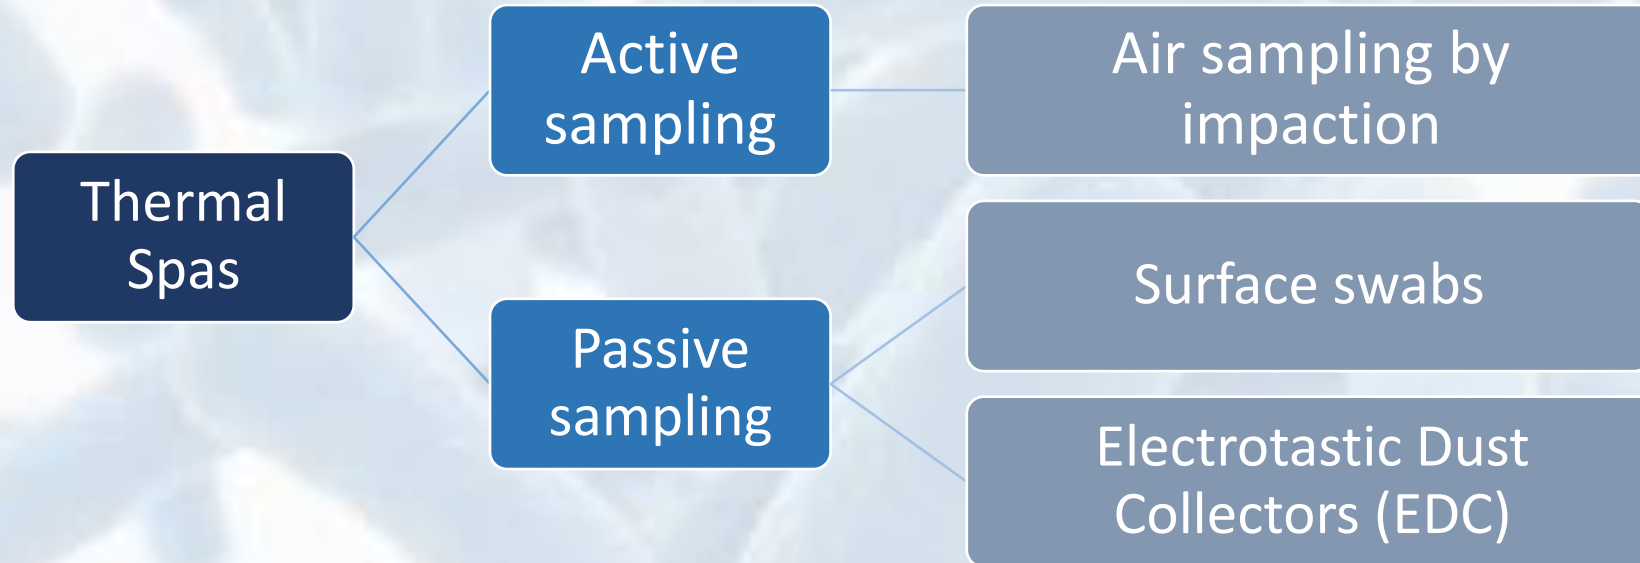 Thermal
Spas
Active
sampling
Air sampling by
impaction
Passive
sampling
Surface swabs
Electrotastic Dust
Collectors (EDC)